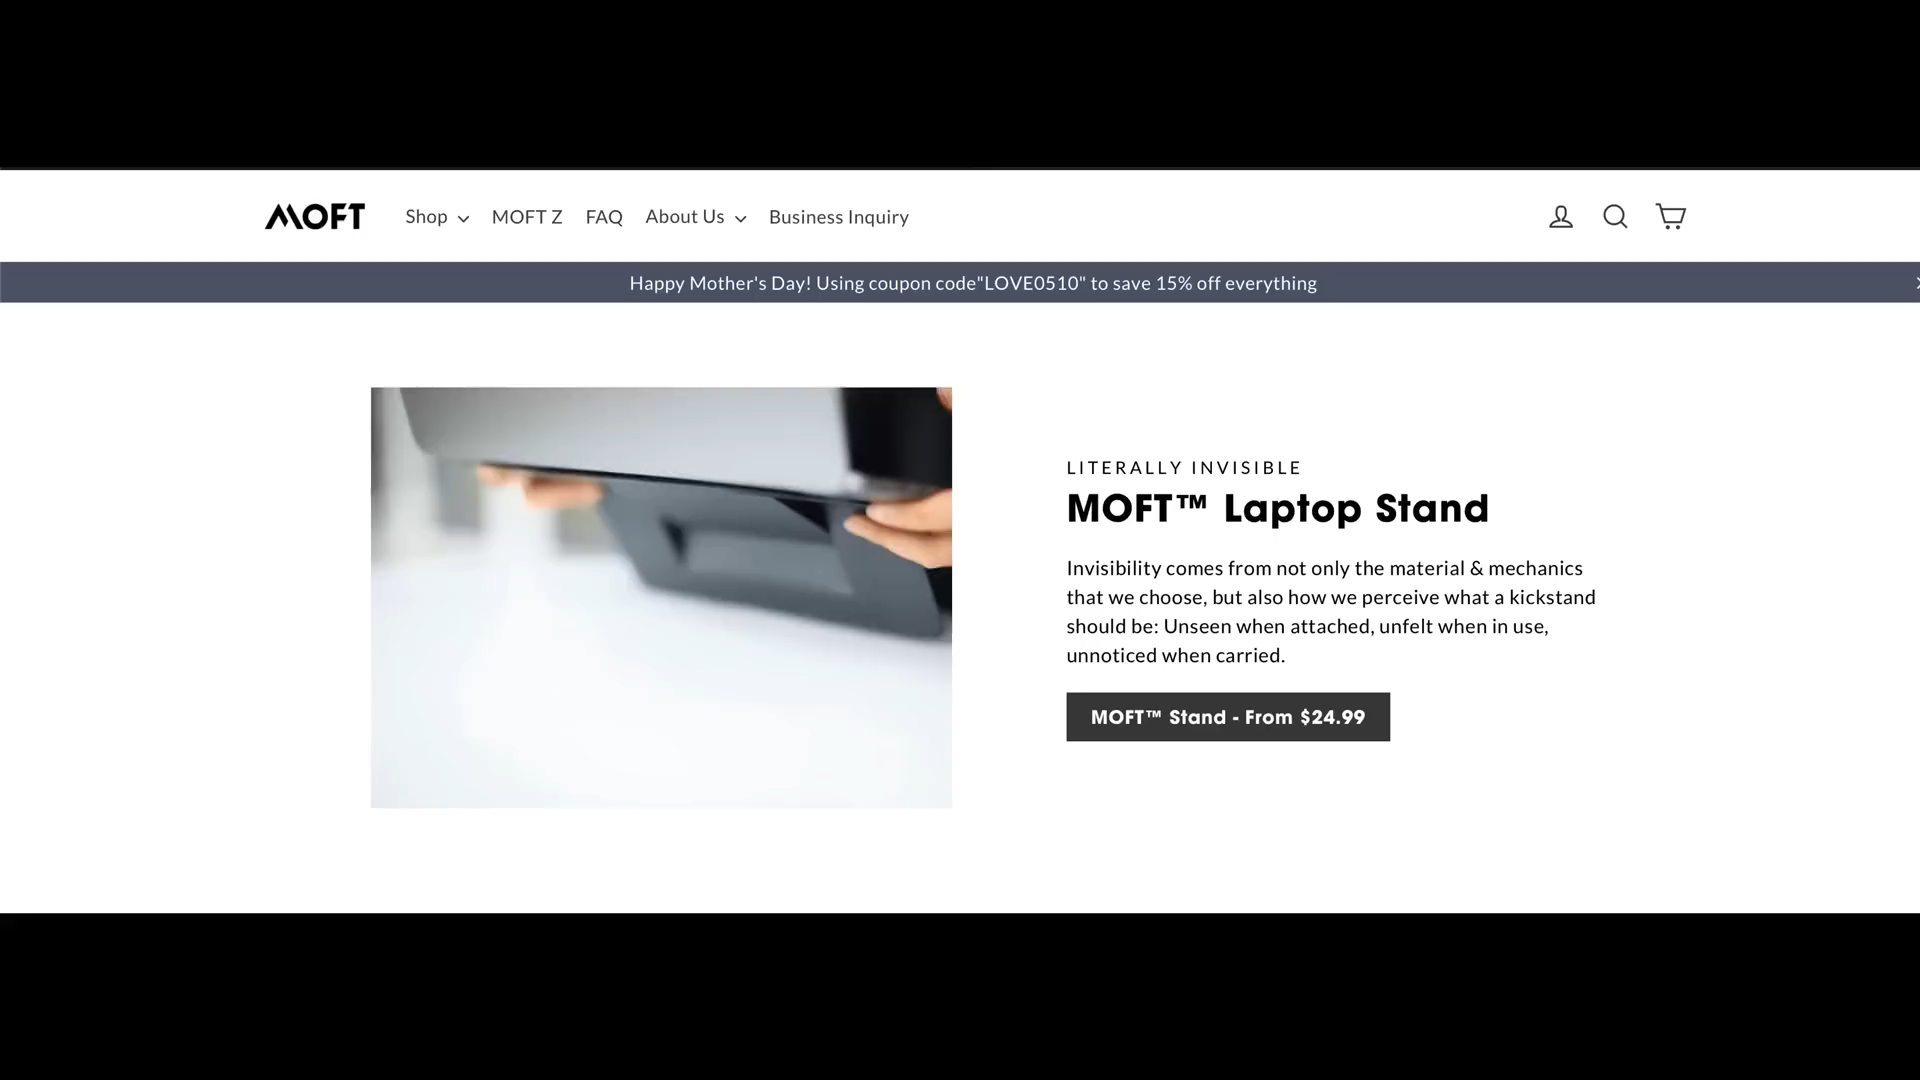 MOFT
Shop
MOFT Z
FAQ
About Us
Business Inquiry
Happy Mother's Day! Using coupon code"LOVE0510" to save 15% off everything
LITERALLY INVISIBLE
MOFT™ Laptop Stand
Invisibility comes from not only the material & mechanics
that we choose, but also how we perceive what a kickstand
should be: Unseen when attached, unfelt when in use,
unnoticed when carried.
MOFT™ Stand - From $24.99